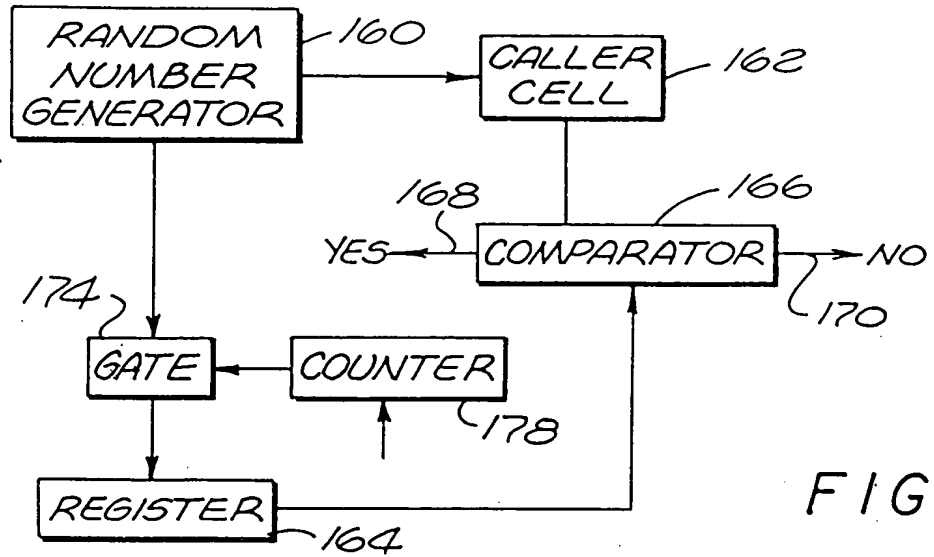 RANDOM
NUMBER
GENERATOR
160
CALLER
CELL
162
166
168
YES
COMPARATOR
NO
170
174
GATE
COUNTER
178
REGISTER
164
FIG